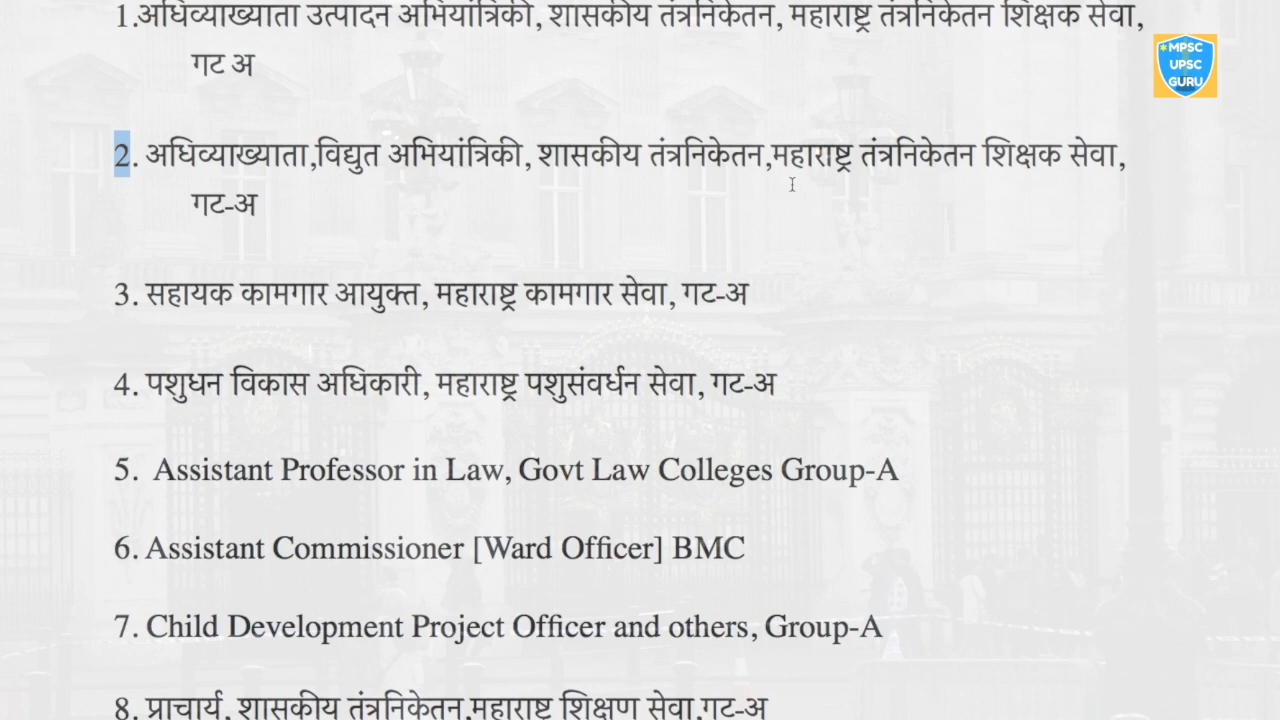 1.अधिव्याख्याता उत्पादन अभियांत्रिकी, शासकीय तंत्रनिकेतन, महाराष्ट्र तंत्रनिकेतन शिक्षक सेवा,
गट अ
*MPSC
UPSC
GURU
2. अधिव्याख्याता,विद्युत अभियांत्रिकी, शासकीय तंत्रनिकेतन,महाराष्ट्र तंत्रनिकेतन शिक्षक सेवा,
गट-अ
3. सहायक कामगार आयुक्त, महाराष्ट्र कामगार सेवा, गट-अ
4. पशुधन विकास अधिकारी, महाराष्ट्र पशुसंवर्धन सेवा, गट-अ
5. Assistant Professor in Law, Govt Law Colleges Group-A
6. Assistant Commissioner [Ward Officer] BMC
7. Child Development Project Officer and others, Group-A
8. प्राचार्य, शासकीय तंत्रनिकेतन,महाराष्ट्र शिक्षण सेवा,गट-अ